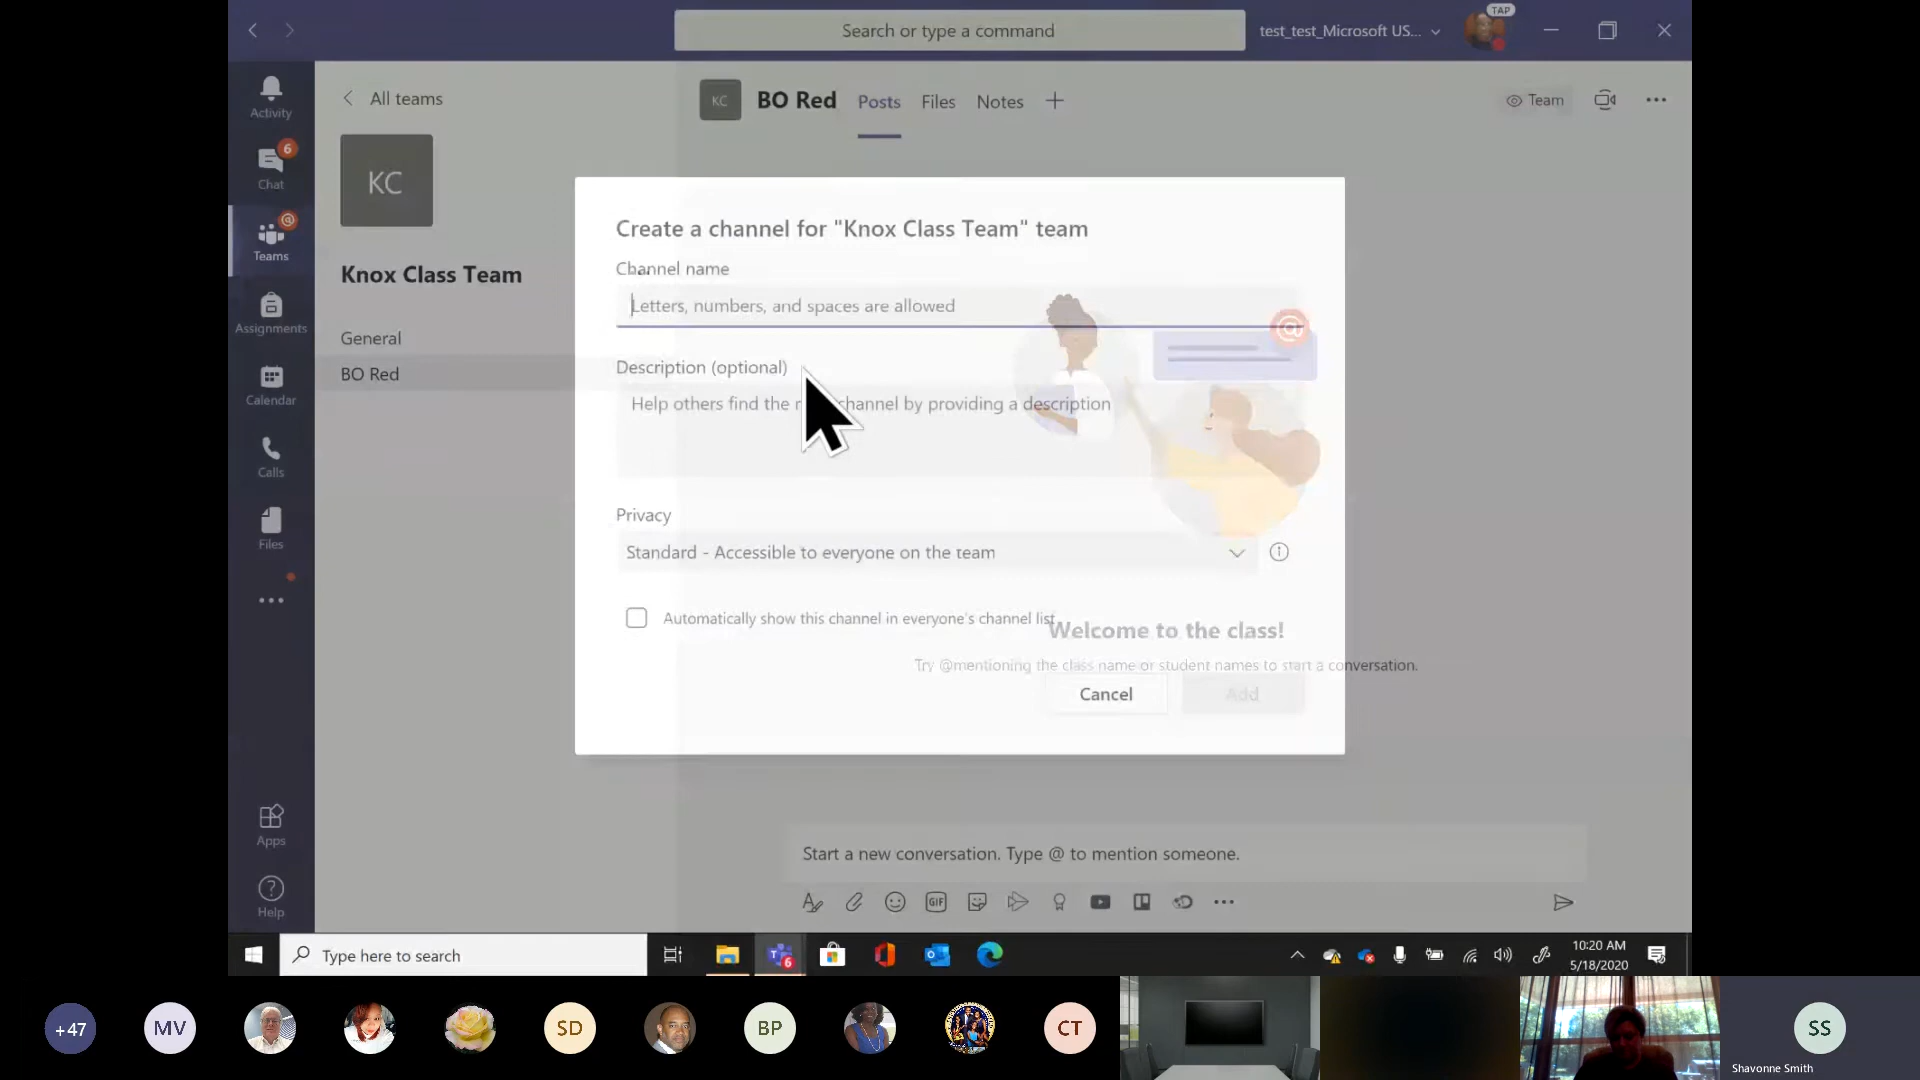 Search or type a command
test_test_Microsoft US...
TAP
Activity
6
Chat
Teams
Assignments
Calendar
Calls
Files
Apps
Help
All teams
KC
Knox Class Team
General
BO Red
KC
BO Red
Posts
Files
Notes
Team
Create a channel for "Knox Class Team" team
Channel name
Letters, numbers, and spaces are allowed
@
Description (optional)
Help others find the channel by providing a description
Privacy
Standard - Accessible to everyone on the team
Automatically show this channel in everyone's channel list
Welcome to the class!
Try @mentioning the class name or student names to start a conversation.
Cancel
Add
Start a new conversation. Type @ to mention someone.
GIF
Type here to search
6
10:20 AM
5/18/2020
+47
MV
SD
BP
CT
SS
Shavonne Smith